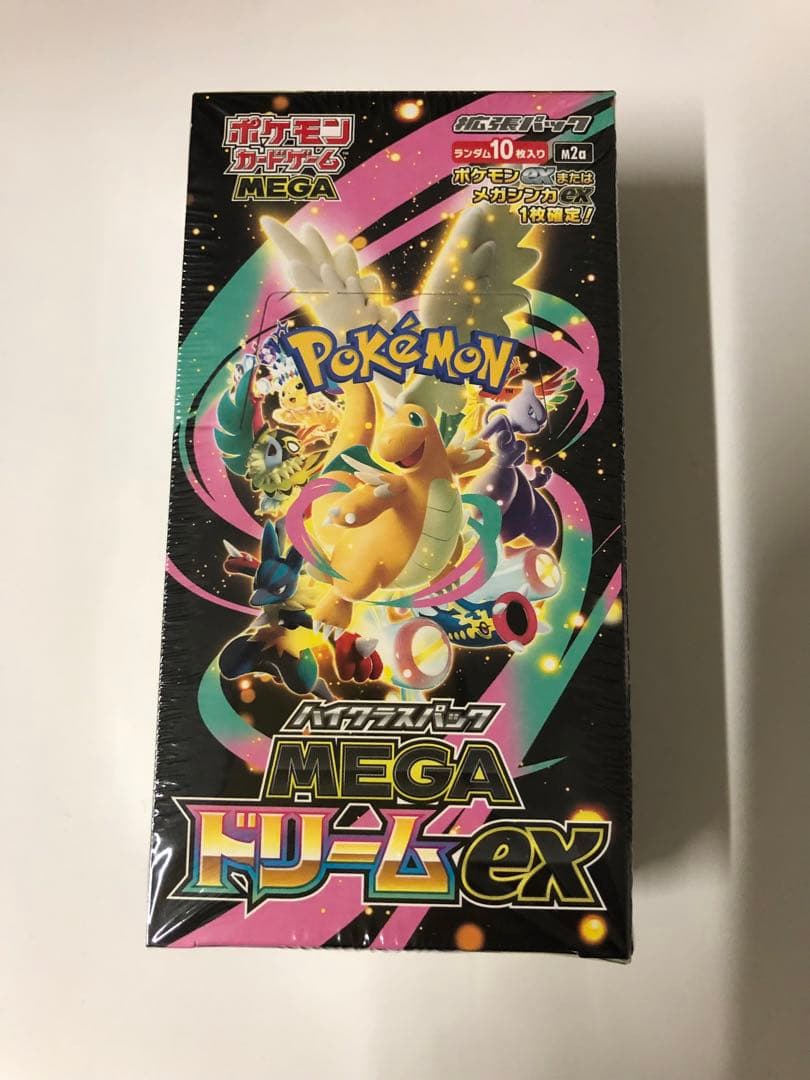 ポケモン
カードゲーム
MEGA
拡張パック
ランダム10枚入り M2a
ポケモンexまたは
メガシンカex
1枚確定!
POKéMON
TM
ハイクラスパック
MEGA
ドリームex